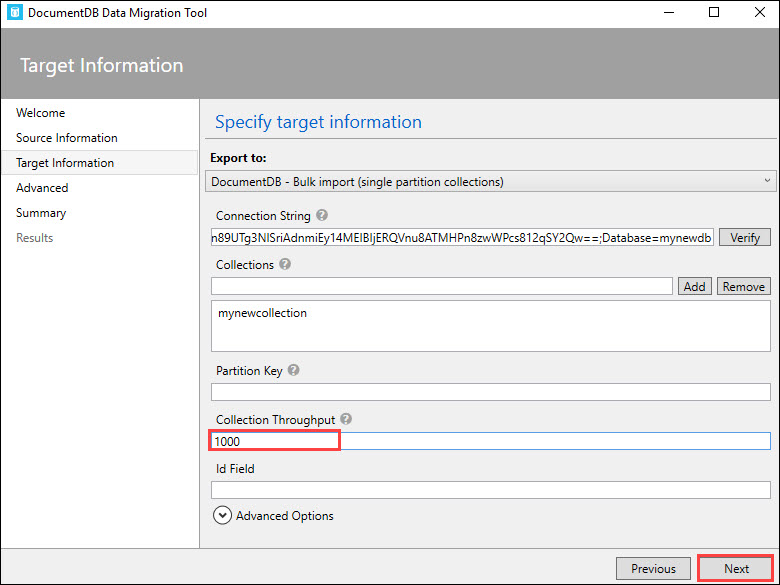 DocumentDB Data Migration Tool
Target Information
Welcome
Source Information
Target Information
Advanced
Summary
Results
Specify target information
Export to:
DocumentDB - Bulk import (single partition collections)
Connection String ?
n89UTg3NISriAdnmiEy14MEIBIjERQVnu8ATMHPn8zwWPcs812qSY2Qw==;Database=mynewdb Verify
Collections ?
Add Remove
mynewcollection
Partition Key ?
Collection Throughput ?
1000
Id Field
Advanced Options
Previous Next